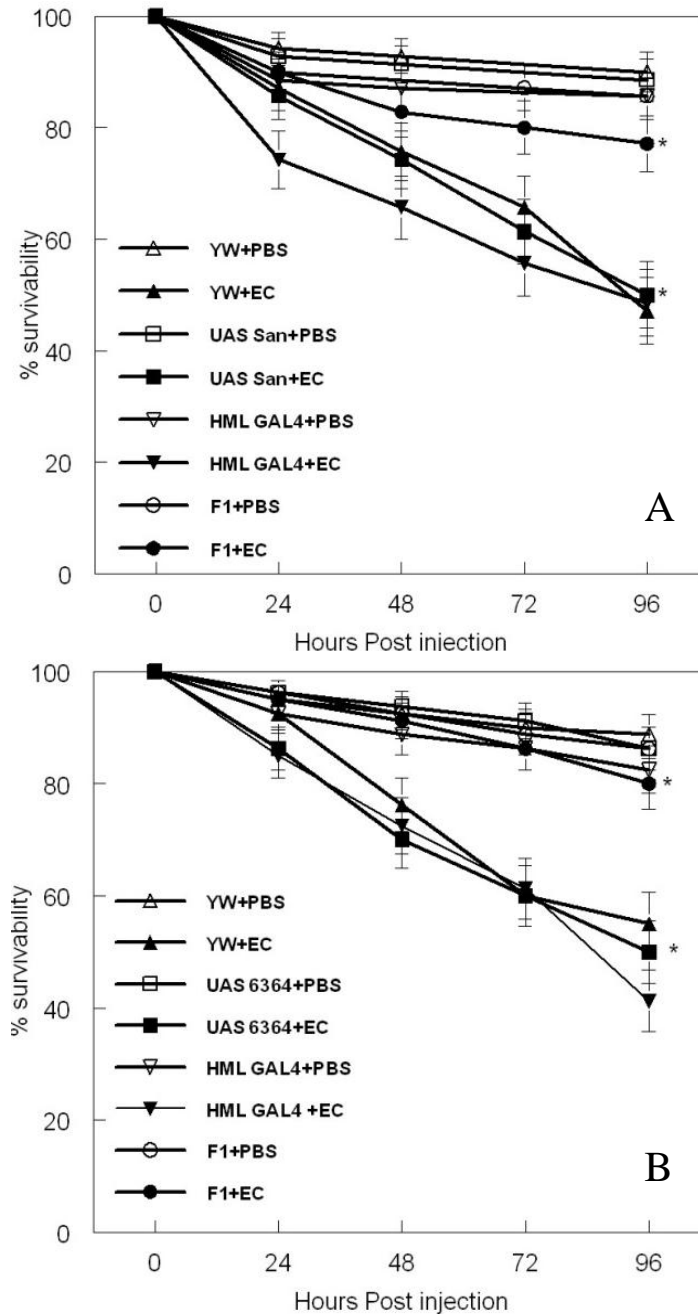 100
80
60
40
20
0
% survivability
YW+PBS
YW+EC
UAS San+PBS
UAS San+EC
HML GAL4+PBS
HML GAL4+EC
F1+PBS
F1+EC
*
*
A
0 24 48 72 96
Hours Post injection
100
80
60
40
20
0
% survivability
YW+PBS
YW+EC
UAS 6364+PBS
UAS 6364+EC
HML GAL4+PBS
HML GAL4 +EC
F1+PBS
F1+EC
*
*
B
0 24 48 72 96
Hours Post injection